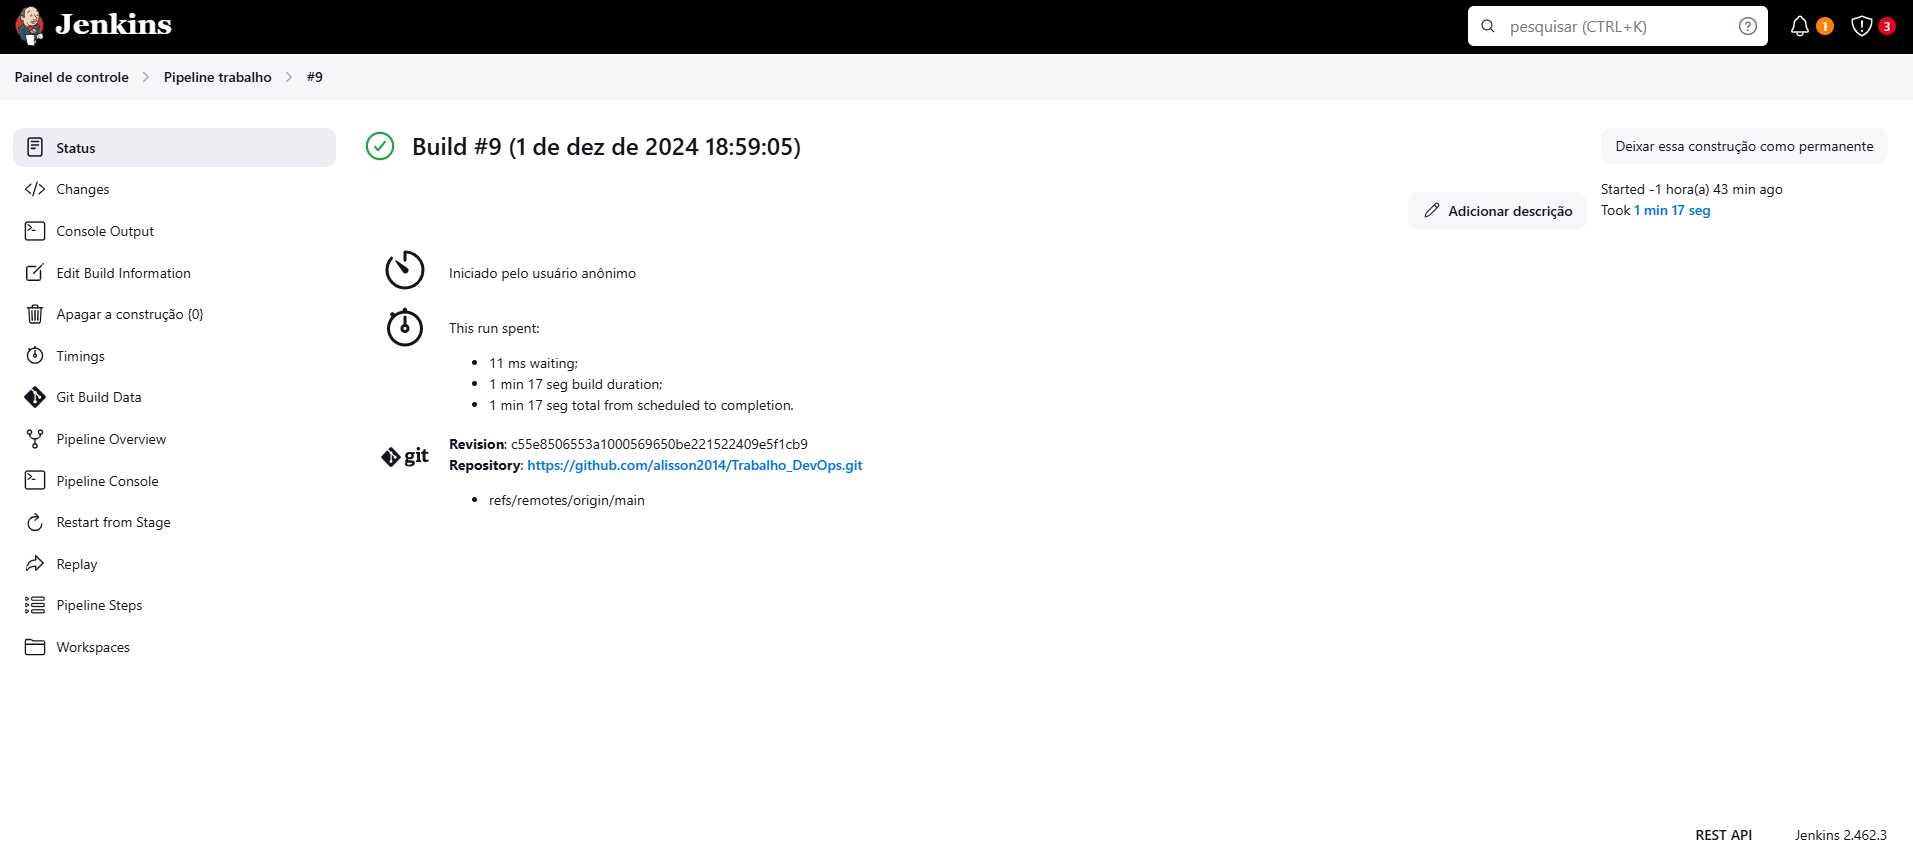 Jenkins
pesquisar (CTRL+K)
1
3
Painel de controle
Pipeline trabalho
#9
Status
Changes
Console Output
Edit Build Information
Apagar a construção {0}
Timings
Git Build Data
Pipeline Overview
Pipeline Console
Restart from Stage
Replay
Pipeline Steps
Workspaces
Build #9 (1 de dez de 2024 18:59:05)
Deixar essa construção como permanente
Adicionar descrição
Started -1 hora(a) 43 min ago
Took 1 min 17 seg
Iniciado pelo usuário anônimo
This run spent:
11 ms waiting;
1 min 17 seg build duration;
1 min 17 seg total from scheduled to completion.
git
Revision: c55e8506553a1000569650be221522409e5f1cb9
Repository: https://github.com/alisson2014/Trabalho_DevOps.git
refs/remotes/origin/main
REST API
Jenkins 2.462.3